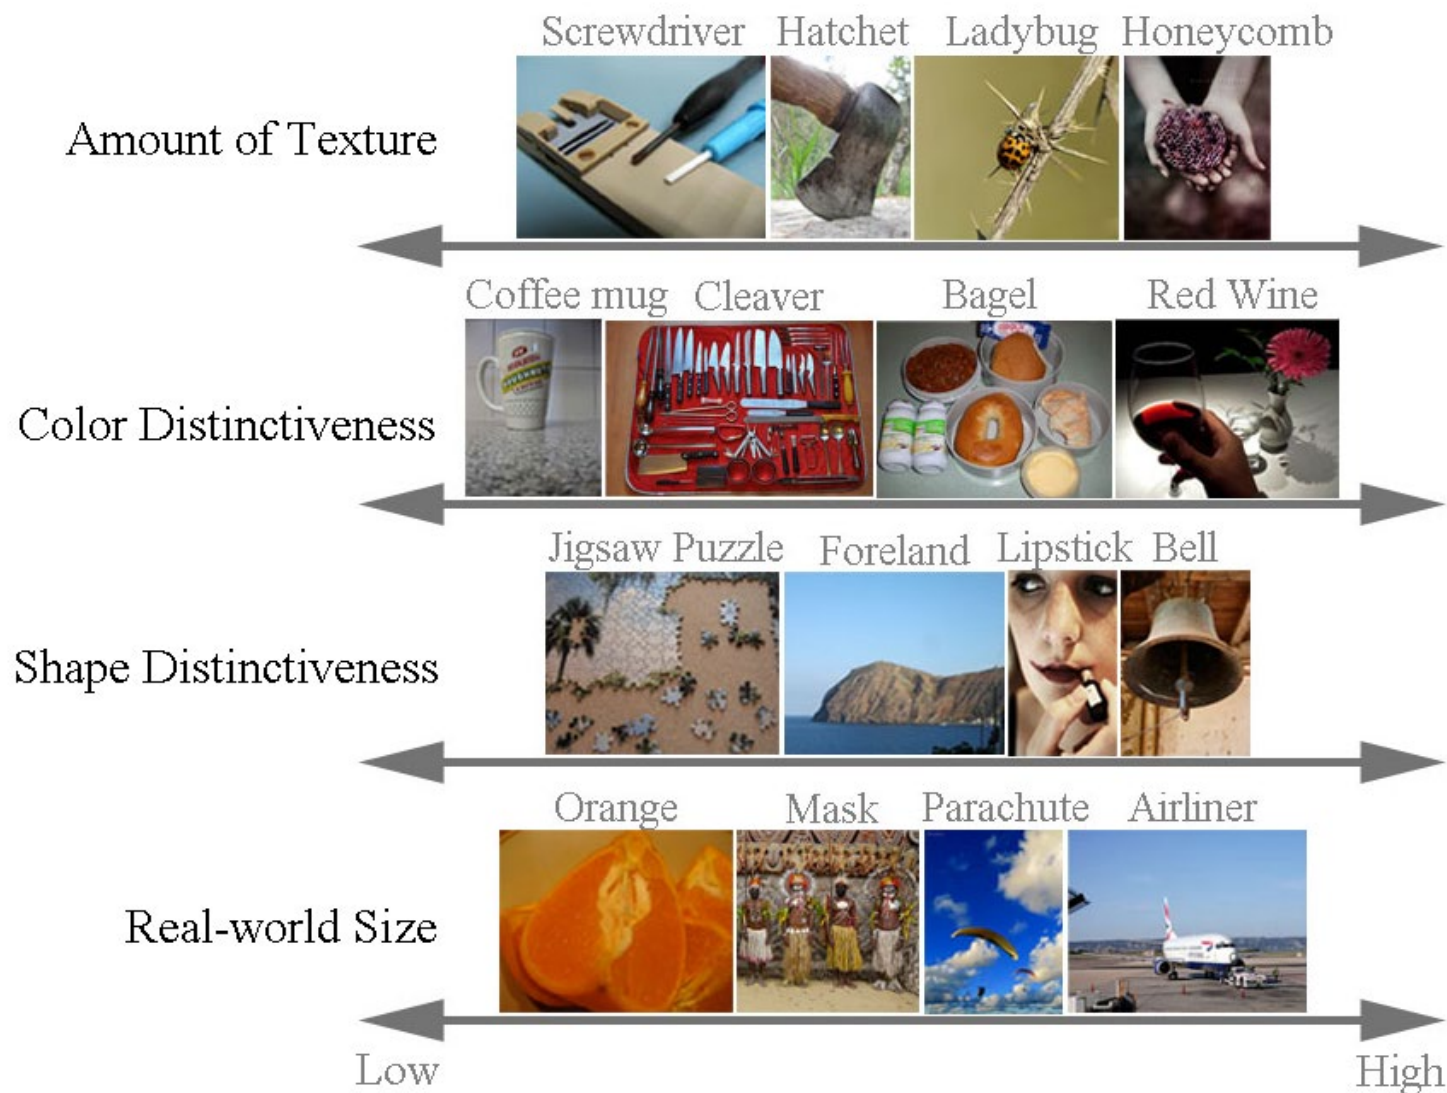 Screwdriver Hatchet Ladybug Honeycomb
Amount of Texture
Coffee mug Cleaver Bagel Red Wine
Color Distinctiveness
Jigsaw Puzzle Foreland Lipstick Bell
Shape Distinctiveness
Orange Mask Parachute Airliner
Real-world Size
Low High